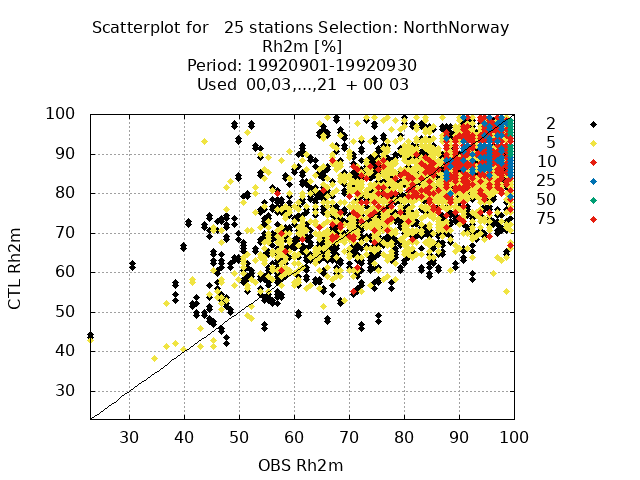 Scatterplot for   25 stations Selection: NorthNorway
Rh2m [%]
Period: 19920901-19920930
Used  00,03,...,21  + 00 03
CTL Rh2m
100
90
80
70
60
50
40
30
30 40 50 60 70 80 90 100
OBS Rh2m
2
5
10
25
50
75